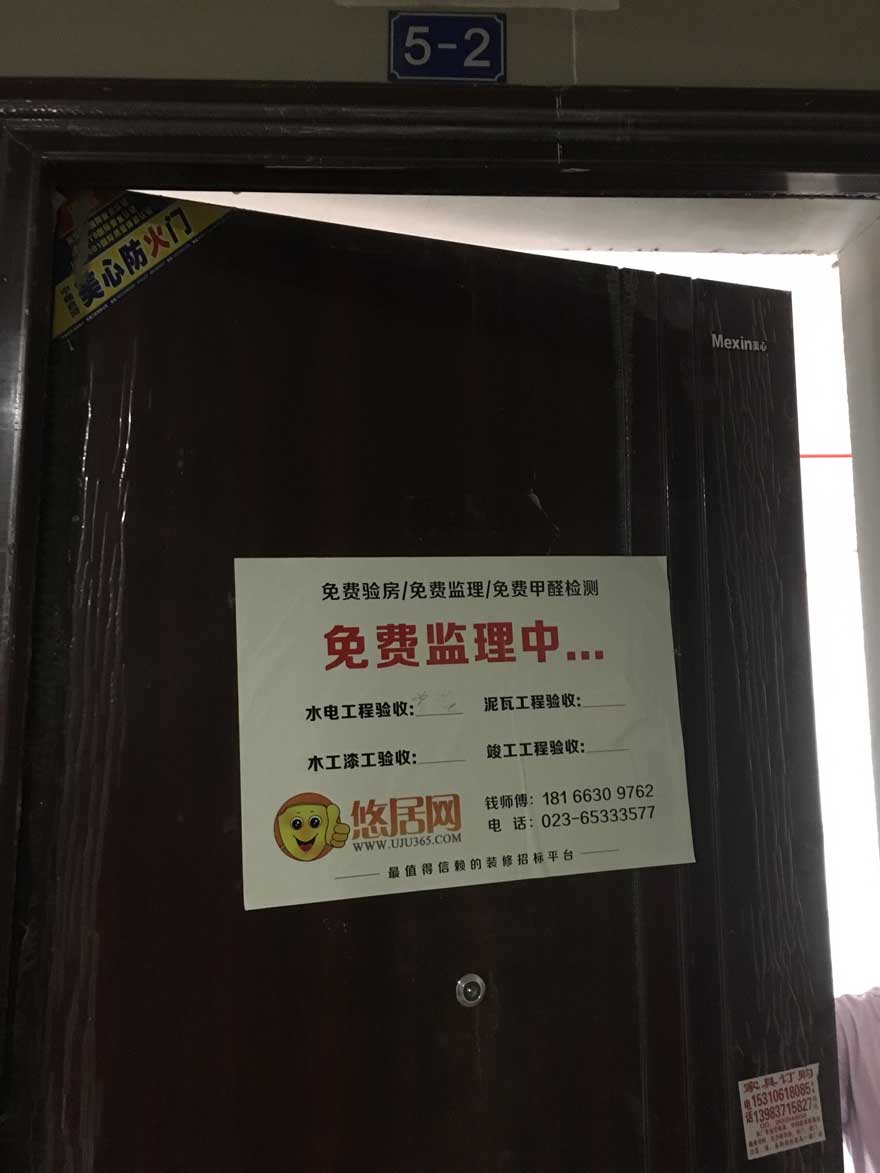 5-2
美心防火门
Mexin美心
免费验房/免费监理/免费甲醛检测
免费监理中...
水电工程验收:
泥瓦工程验收:
木工漆工验收:
竣工工程验收:
悠居网
WWW.UJU365.COM
钱师傅: 181 6630 9762
电 话: 023-65333577
最值得信赖的装修招标平台
家具订购
电话
15310618085
13983715827